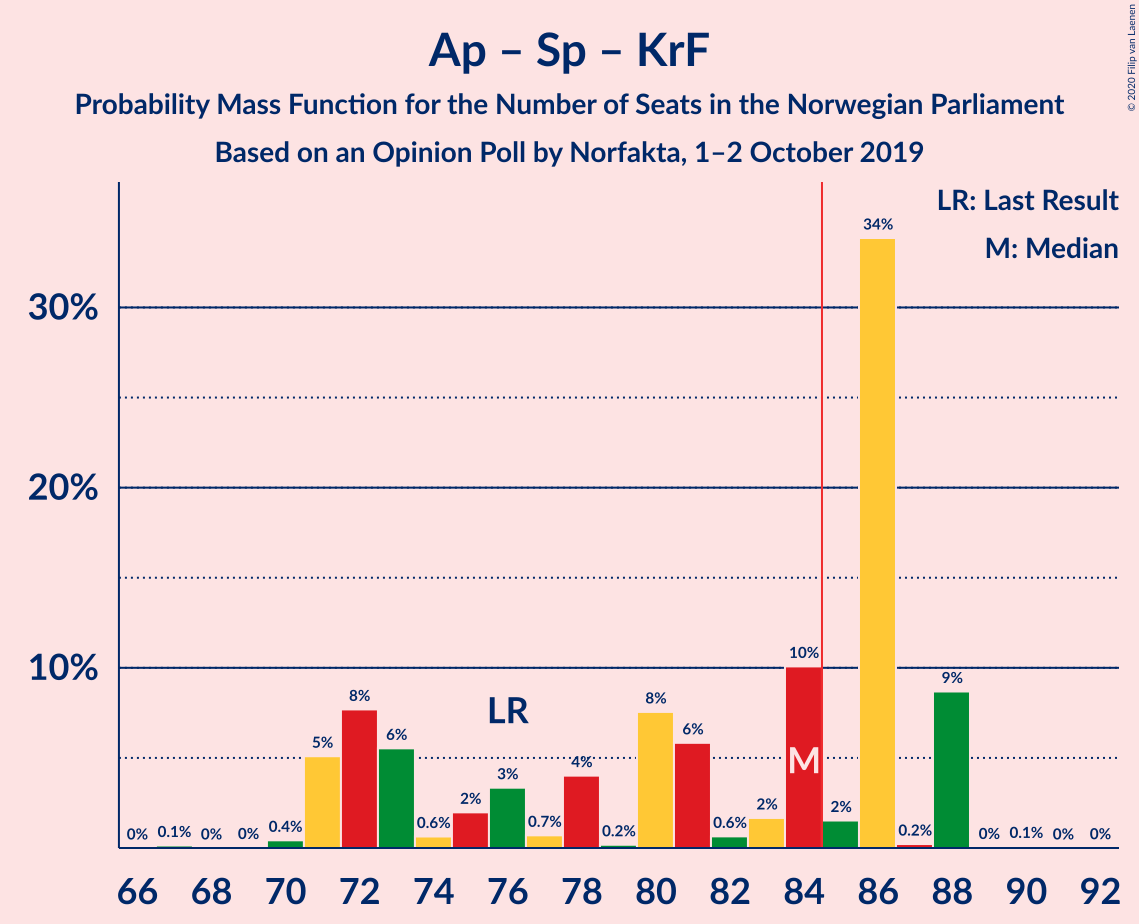 Ap – Sp – KrF
Probability Mass Function for the Number of Seats in the Norwegian Parliament
Based on an Opinion Poll by Norfakta, 1–2 October 2019
© 2020 Filip van Laenen
LR: Last Result
M: Median
30%
20%
10%
0% 0.1% 0% 0% 0.4% 5% 8% 6% 0.6% 2% 3% 0.7% 4% 0.2% 8% 6% 0.6% 2% 10% 2% 34% 0.2% 9% 0% 0.1% 0% 0%
LR
M
66 68 70 72 74 76 78 80 82 84 86 88 90 92